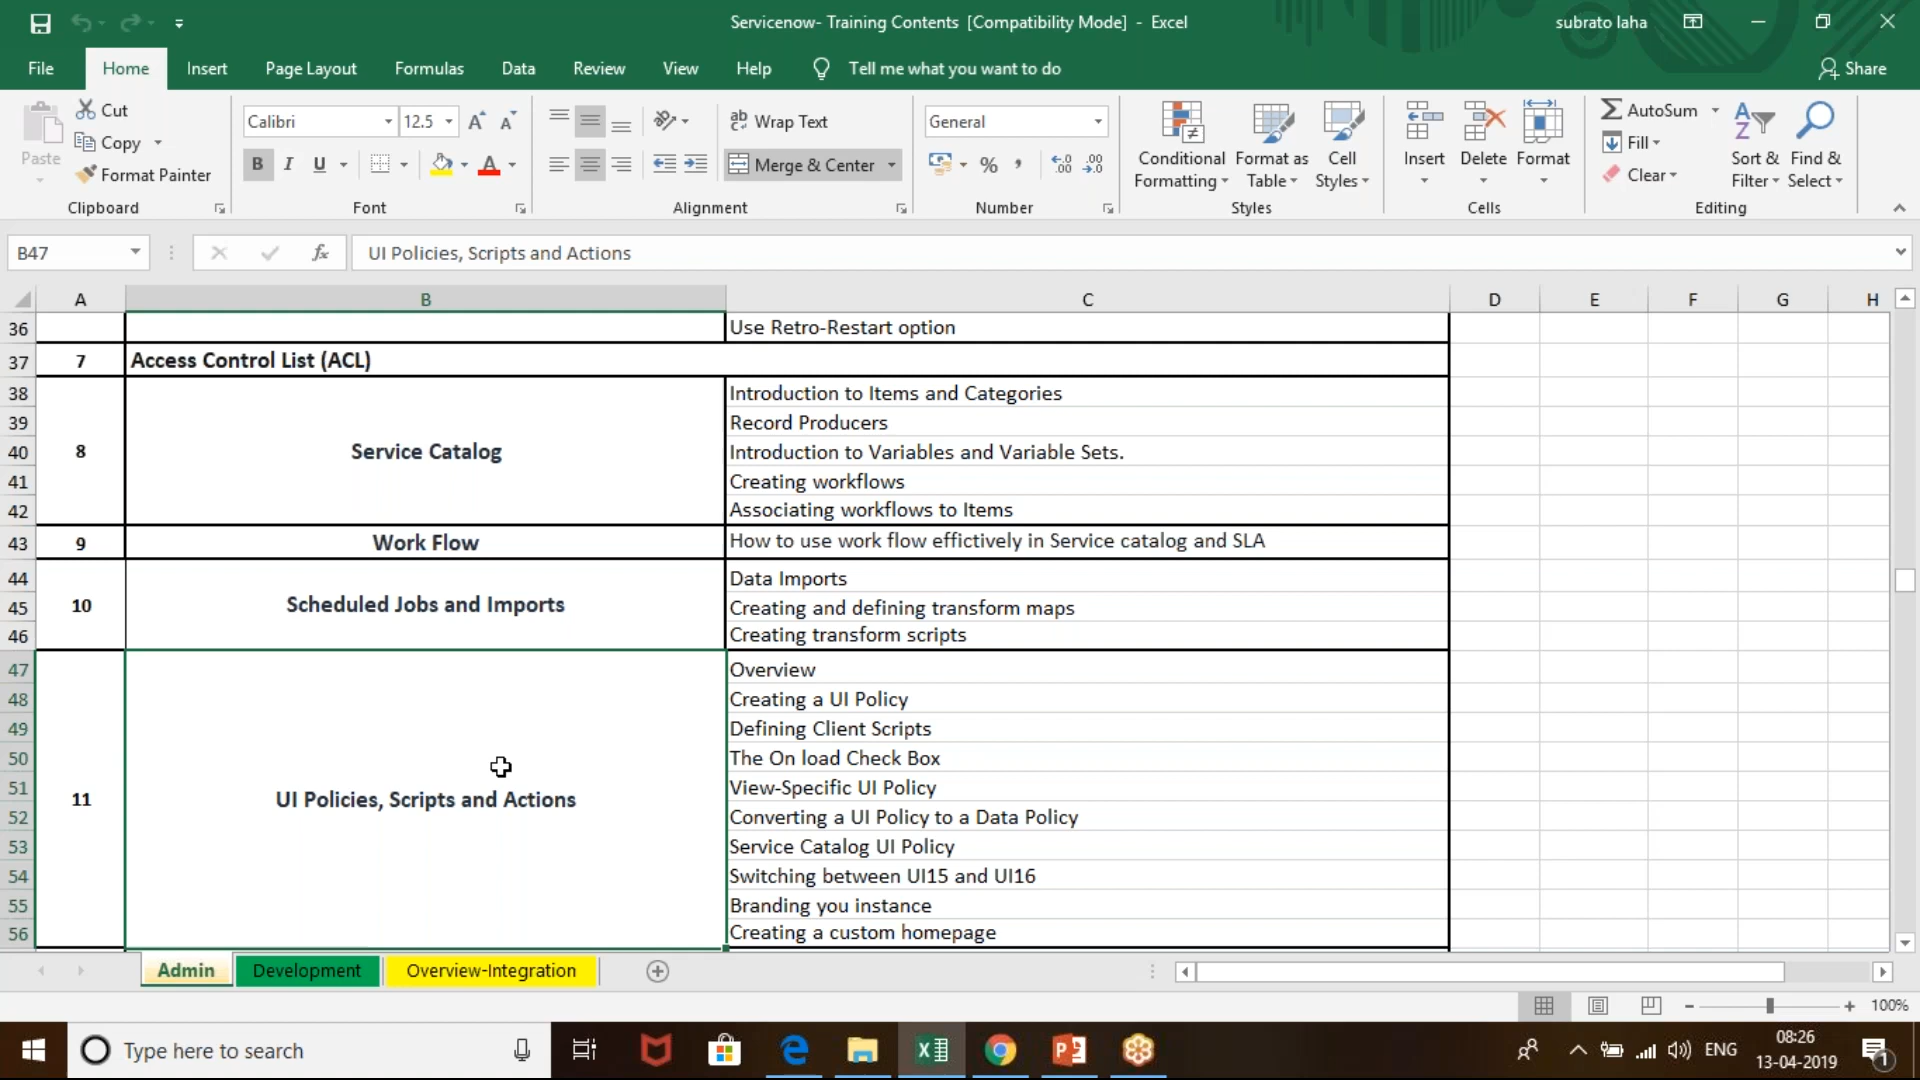 Servicenow- Training Contents [Compatibility Mode] - Excel
subrato laha
File
Home
Insert
Page Layout
Formulas
Data
Review
View
Help
Tell me what you want to do
Share
Paste
Cut
Copy
Format Painter
Clipboard
Calibri
12.5
B I U
Font
Wrap Text
Merge & Center
Alignment
General
Number
Conditional Formatting
Format as Table
Cell Styles
Styles
Insert
Delete
Format
Cells
AutoSum
Fill
Clear
Sort & Filter
Find & Select
Editing
B47
fx
UI Policies, Scripts and Actions
A B C D E F G H
36 Use Retro-Restart option
37 7 Access Control List (ACL)
38 Introduction to Items and Categories
39 Record Producers
40 8 Service Catalog Introduction to Variables and Variable Sets.
41 Creating workflows
42 Associating workflows to Items
43 9 Work Flow How to use work flow effictively in Service catalog and SLA
44 Data Imports
45 10 Scheduled Jobs and Imports Creating and defining transform maps
46 Creating transform scripts
47 Overview
48 Creating a UI Policy
49 Defining Client Scripts
50 The On load Check Box
51 11 UI Policies, Scripts and Actions View-Specific UI Policy
52 Converting a UI Policy to a Data Policy
53 Service Catalog UI Policy
54 Switching between UI15 and UI16
55 Branding you instance
56 Creating a custom homepage
Admin
Development
Overview-Integration
100%
Type here to search
ENG
08:26
13-04-2019
1